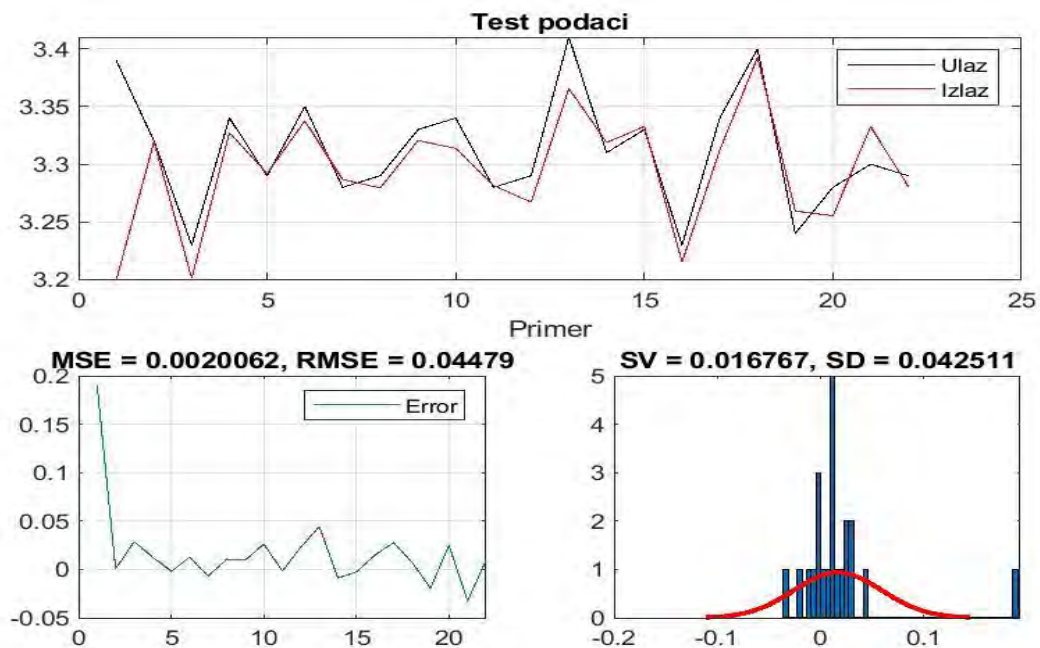 Test podaci
3.4
3.35
3.3
3.25
3.2
Ulaz
Izlaz
0 5 10 15 20 25
Primer
MSE = 0.0020062, RMSE = 0.04479
0.2
0.15
0.1
0.05
0
-0.05
Error
0 5 10 15 20
SV = 0.016767, SD = 0.042511
5
4
3
2
1
0
-0.2 -0.1 0 0.1